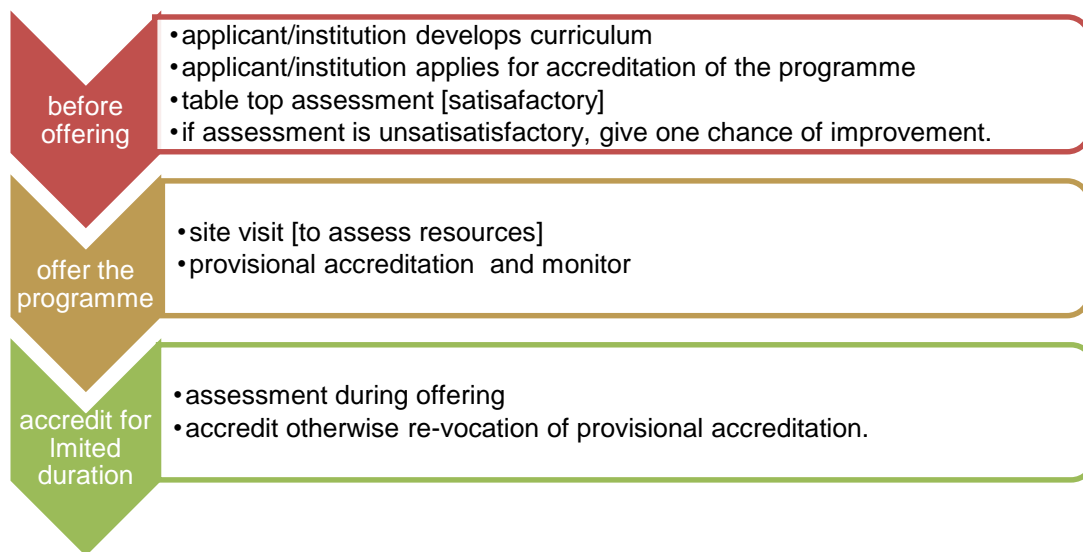 before
offering
•applicant/institution develops curriculum
•applicant/institution applies for accreditation of the programme
•table top assessment [satisafactory]
•if assessment is unsatisatisfactory, give one chance of improvement.
offer the
programme
•site visit [to assess resources]
•provisional accreditation and monitor
accredit for
lmited
duration
•assessment during offering
•accredit otherwise re-vocation of provisional accreditation.